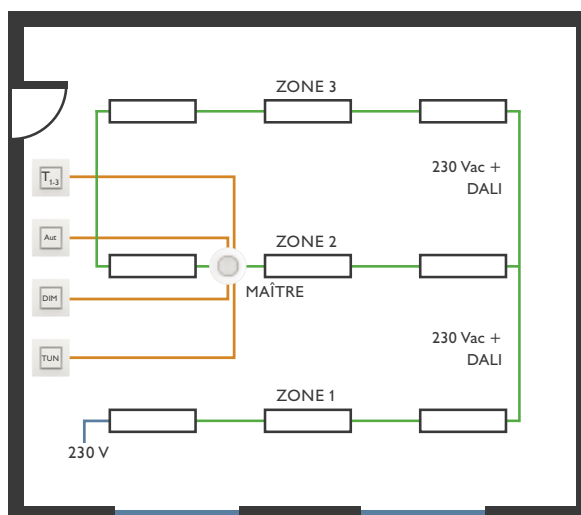 ZONE 3
230 Vac +
DALI
T1-3
Aut
ZONE 2
MAÎTRE
DIM
230 Vac +
DALI
TUN
ZONE 1
230 V